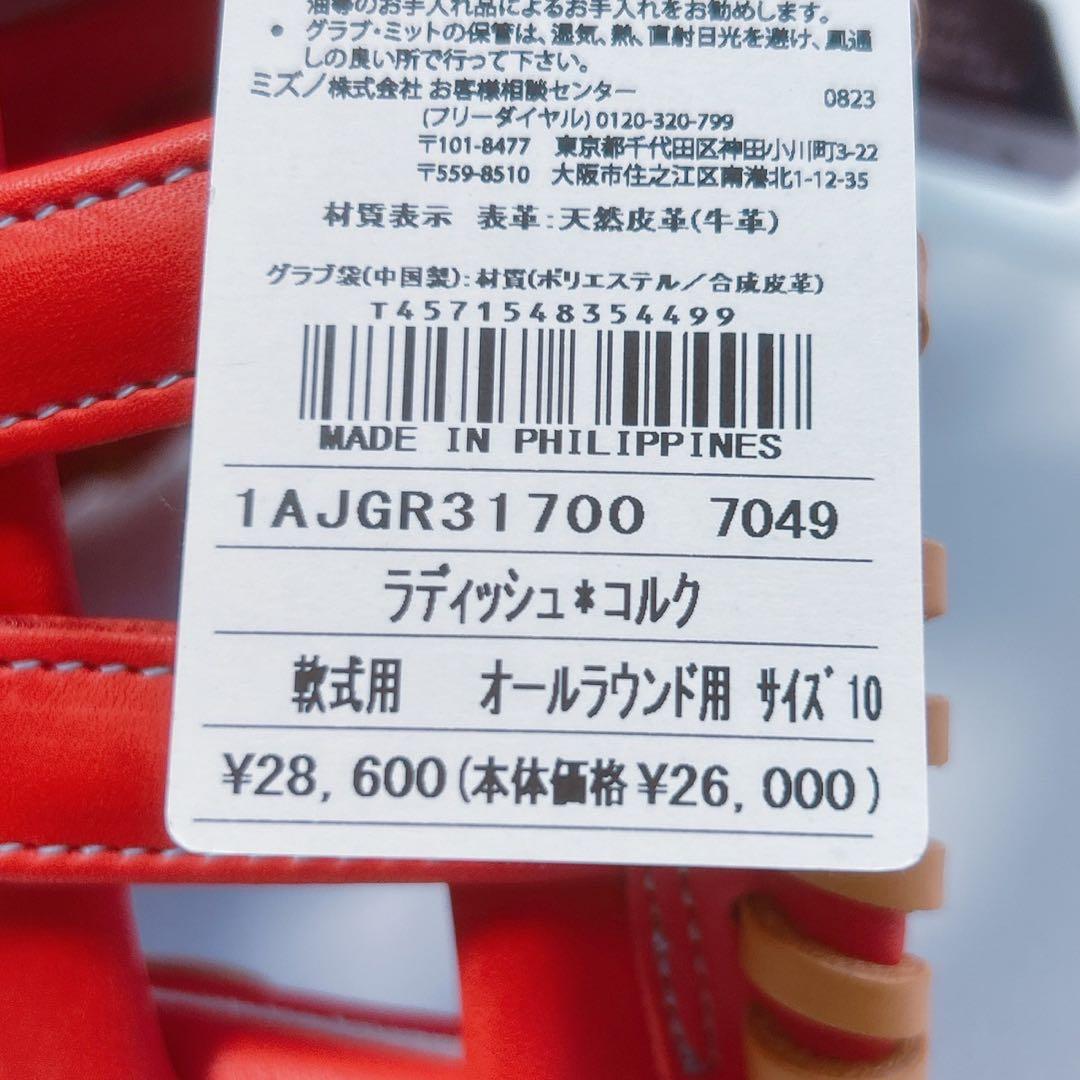 油等のお手入れ品によるお手入れをお勧めします。
● グラブ・ミットの保管は、湿気、熱、直射日光を避け、風通
しの良い所で行って下さい。
ミズノ株式会社 お客様相談センター 0823
(フリーダイヤル) 0120-320-799
〒101-8477 東京都千代田区神田小川町3-22
〒559-8510 大阪市住之江区南港北1-12-35
材質表示 表革:天然皮革(牛革)
グラブ袋(中国製):材質(ポリエステル/合成皮革)
T4571548354499
MADE IN PHILIPPINES
1AJGR31700 7049
ラディッシュ*コルク
軟式用 オールラウンド用 サイズ10
¥28,600(本体価格¥26,000)